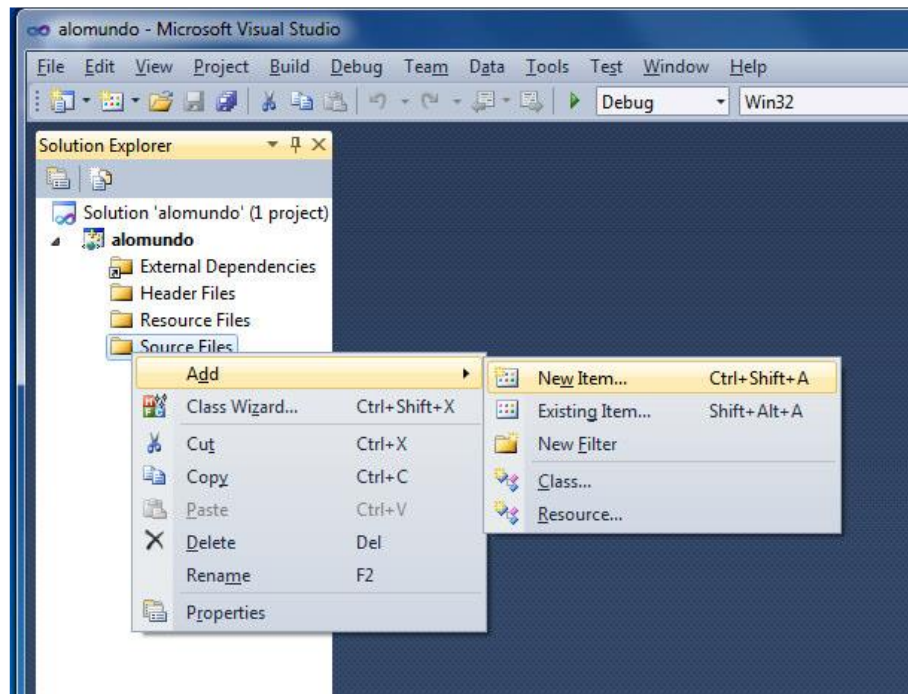 alomundo - Microsoft Visual Studio
File Edit View Project Build Debug Team Data Tools Test Window Help
Debug Win32
Solution Explorer
Solution 'alomundo' (1 project)
alomundo
External Dependencies
Header Files
Resource Files
Source Files
Add
Class Wizard... Ctrl+Shift+X
Cut Ctrl+X
Copy Ctrl+C
Paste Ctrl+V
Delete Del
Rename F2
Properties
New Item... Ctrl+Shift+A
Existing Item... Shift+Alt+A
New Filter
Class...
Resource...